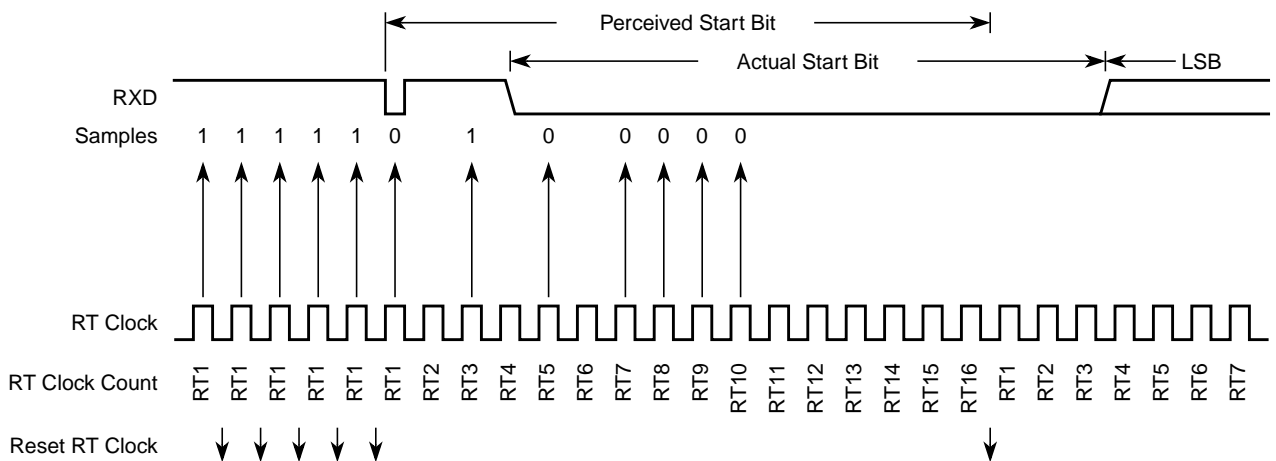 Perceived Start Bit
Actual Start Bit
LSB
RXD
Samples 1 1 1 1 1 0 1 0 0 0 0 0
RT Clock
RT Clock Count RT1 RT1 RT1 RT1 RT1 RT1 RT2 RT3 RT4 RT5 RT6 RT7 RT8 RT9 RT10 RT11 RT12 RT13 RT14 RT15 RT16 RT1 RT2 RT3 RT4 RT5 RT6 RT7
Reset RT Clock